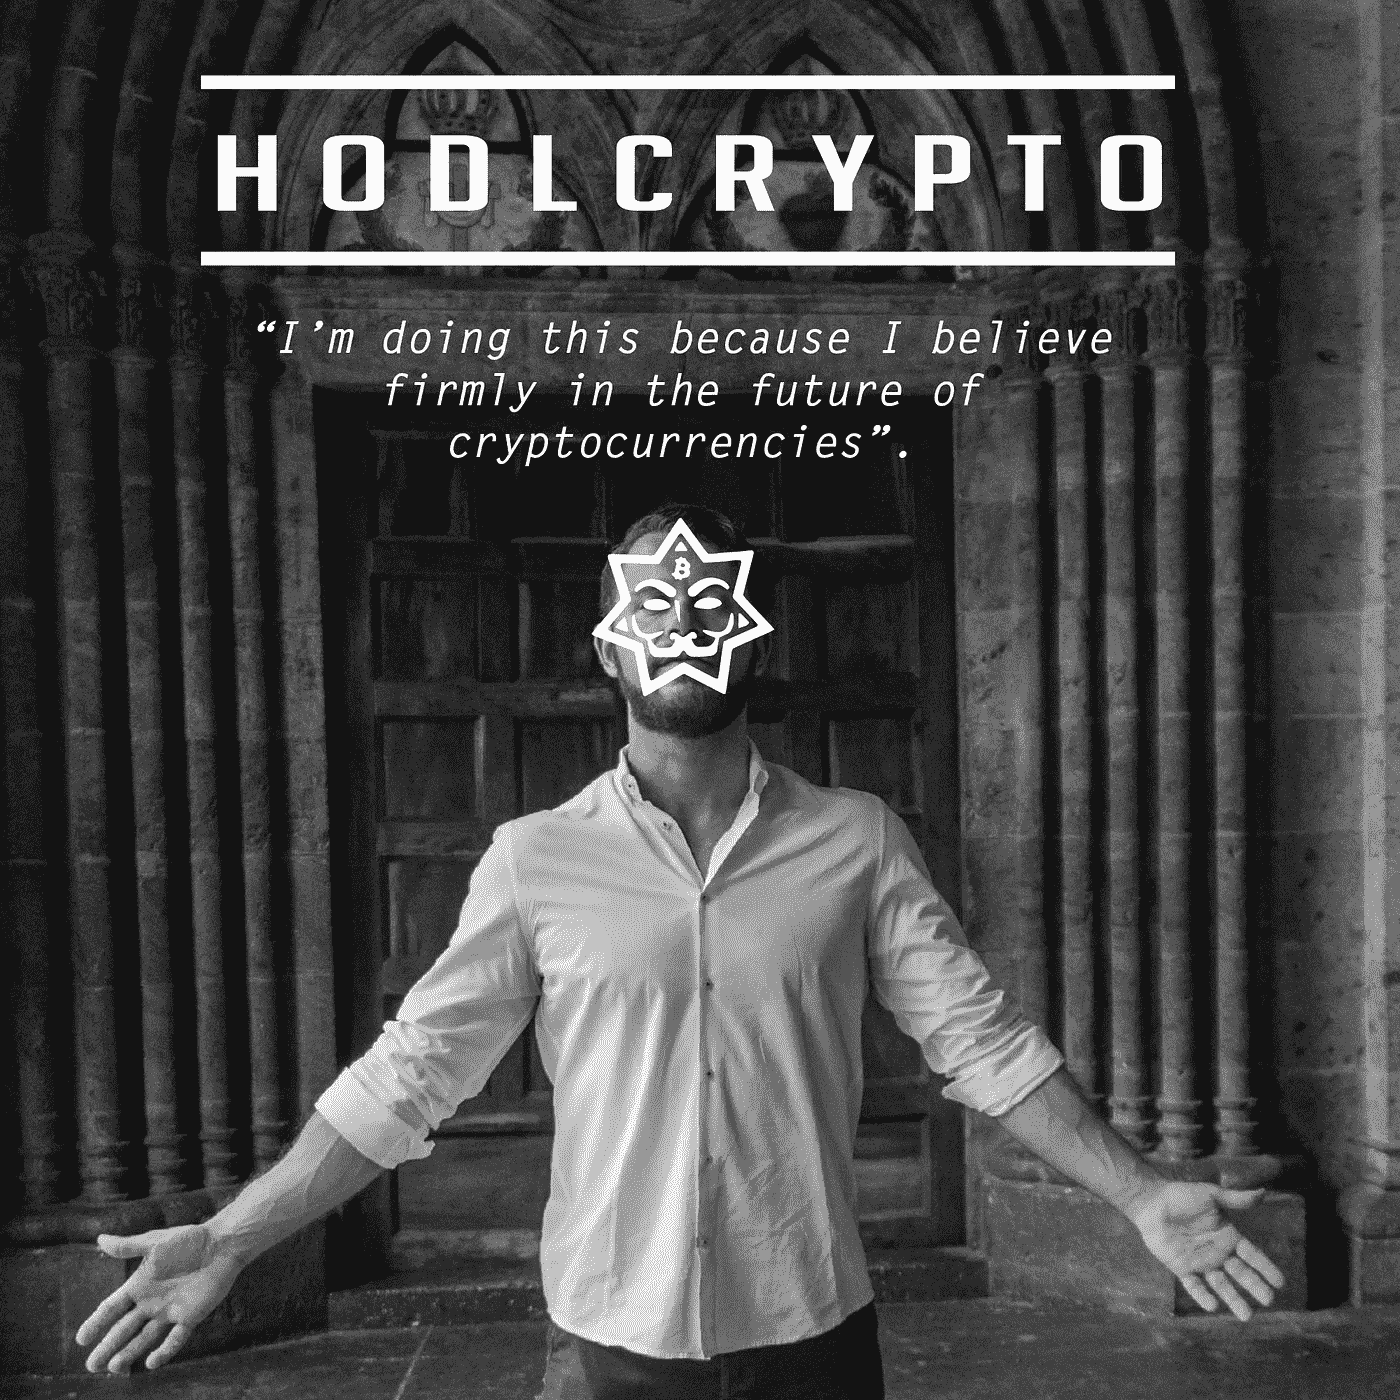 HODLCRYPTO
“I’m doing this because I believe
firmly in the future of
cryptocurrencies”.